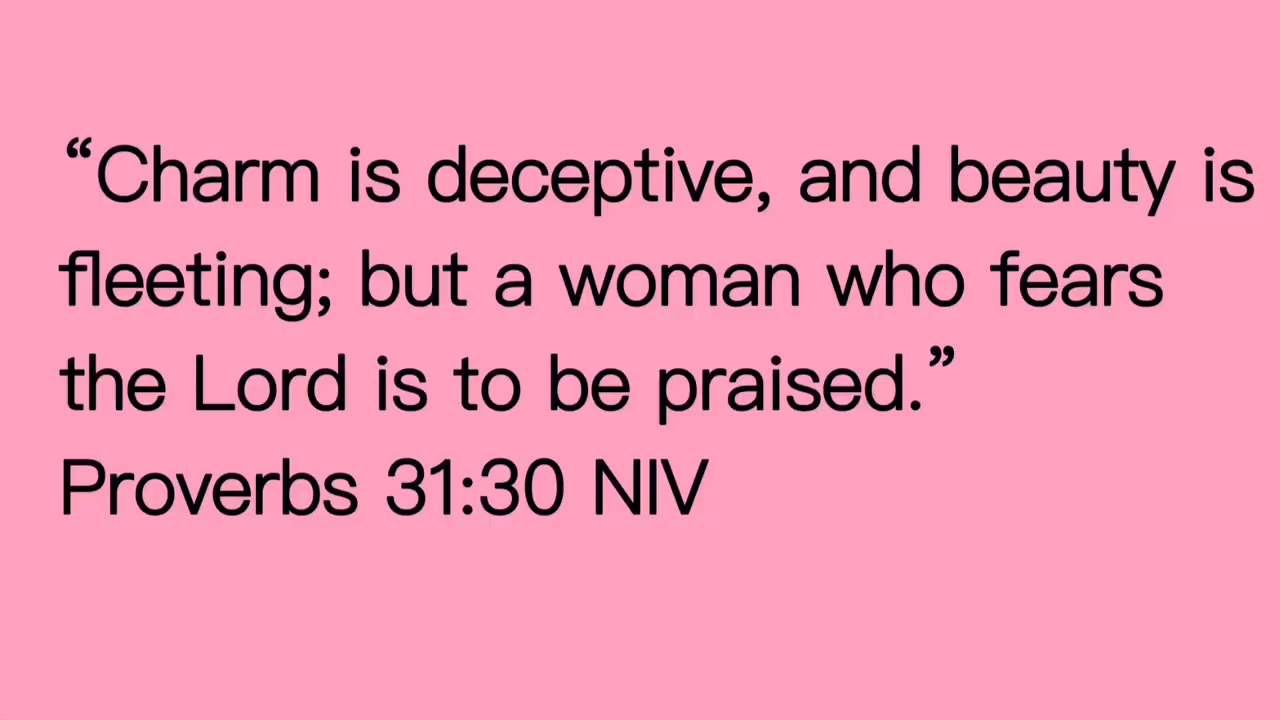 “Charm is deceptive, and beauty is
fleeting; but a woman who fears
the Lord is to be praised.”
Proverbs 31:30 NIV